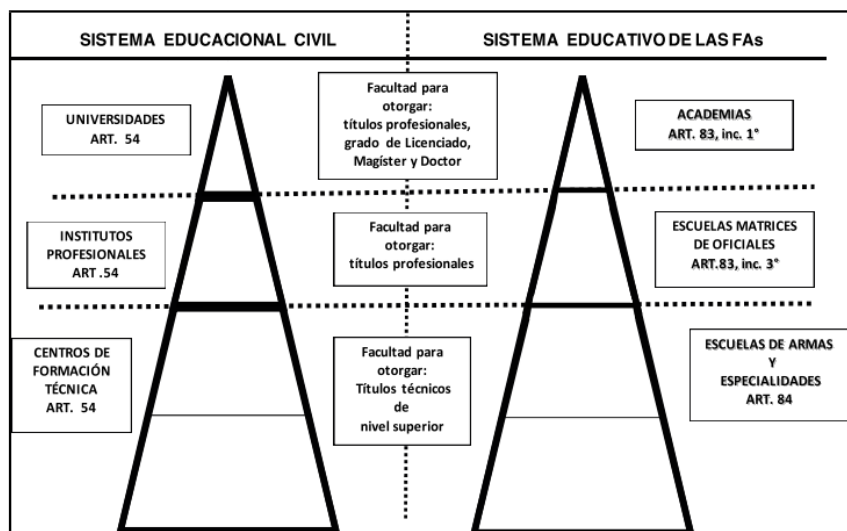 SISTEMA EDUCACIONAL CIVIL
SISTEMA EDUCATIVO DE LAS FAs
UNIVERSIDADES
ART. 54
Facultad para
otorgar:
títulos profesionales,
grado de Licenciado,
Magíster y Doctor
ACADEMIAS
ART. 83, inc. 1°
INSTITUTOS
PROFESIONALES
ART .54
Facultad para
otorgar:
títulos profesionales
ESCUELAS MATRICES
DE OFICIALES
ART.83, inc. 3°
CENTROS DE
FORMACIÓN
TÉCNICA
ART. 54
Facultad para
otorgar:
Títulos técnicos
de
nivel superior
ESCUELAS DE ARMAS
Y
ESPECIALIDADES
ART. 84